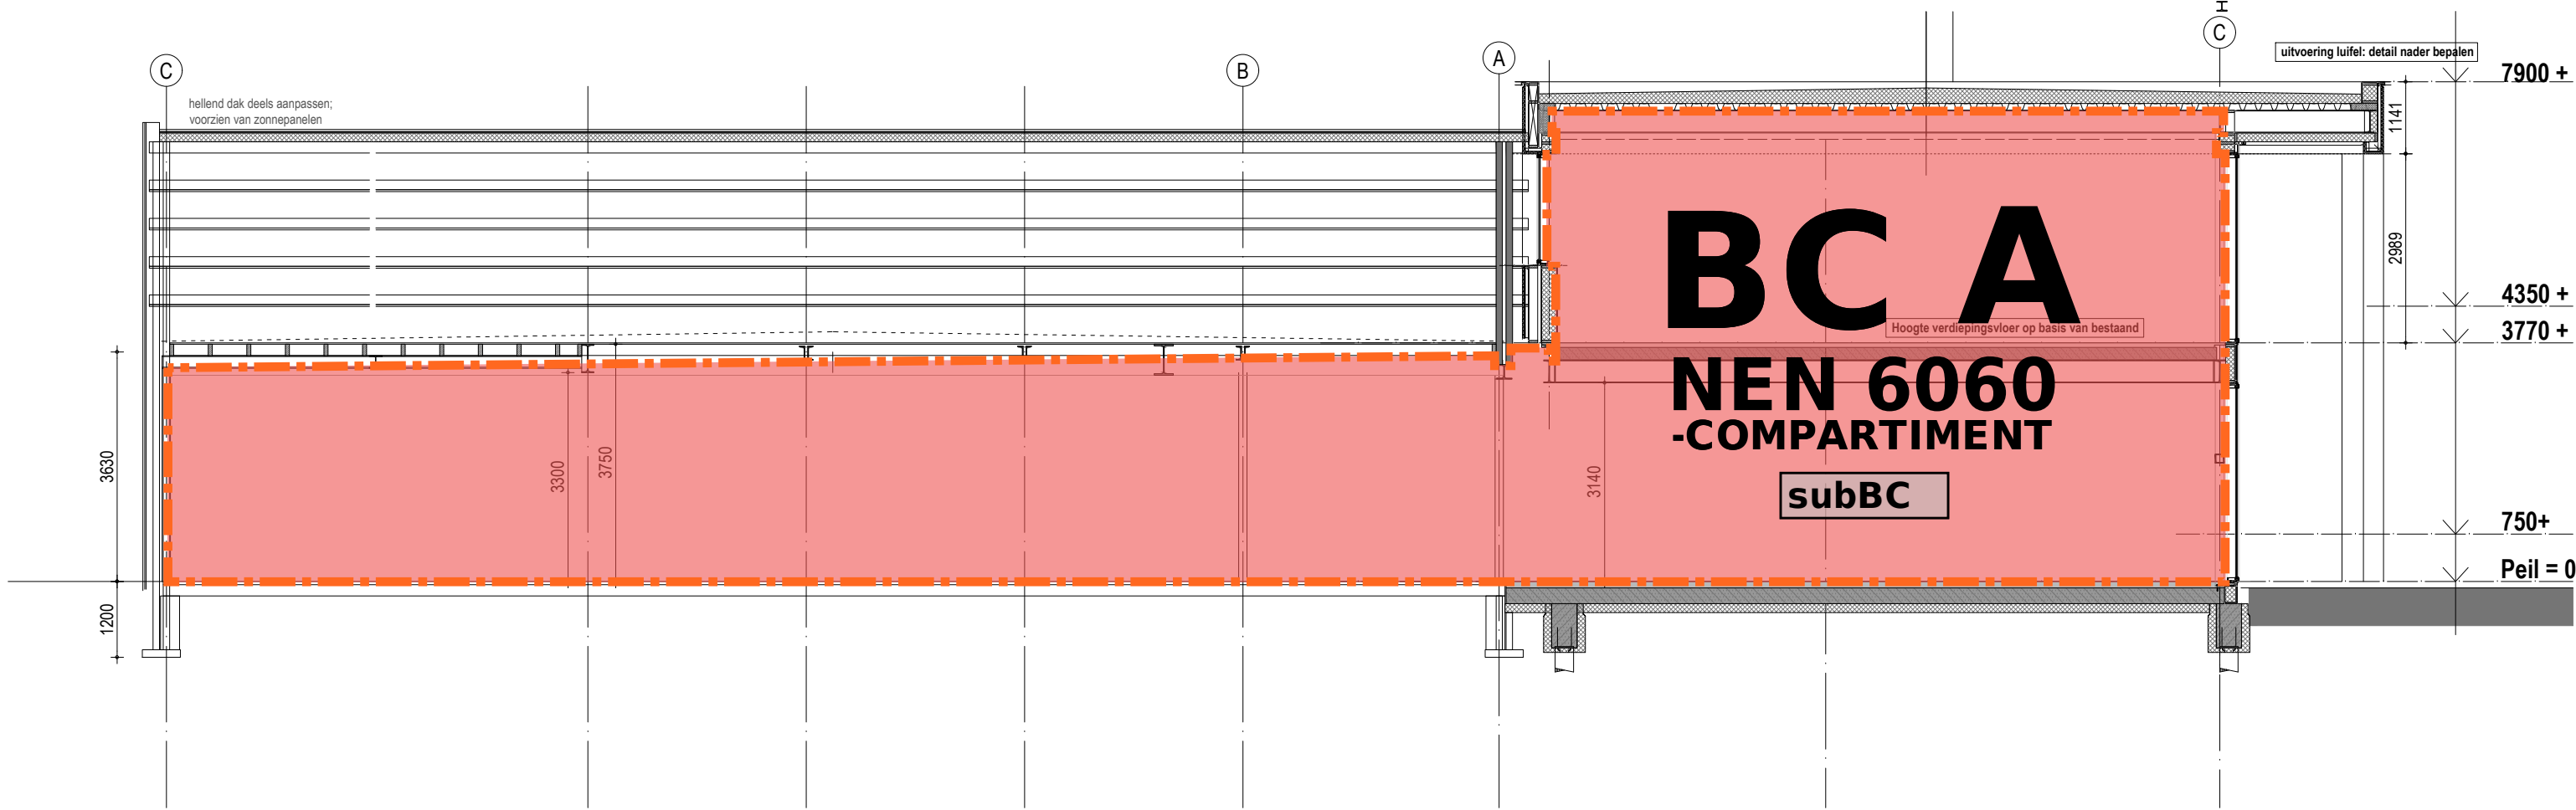 H
C
uitvoering luifel: detail nader bepalen
A
C
B
7900 +
hellend dak deels aanpassen;
voorzien van zonnepanelen
1141
BC A
2989
4350 +
Hoogte verdiepingsvloer op basis van bestaand
3770 +
NEN 6060
-COMPARTIMENT
3630
3300
3750
3140
subBC
750+
Peil = 0
1200